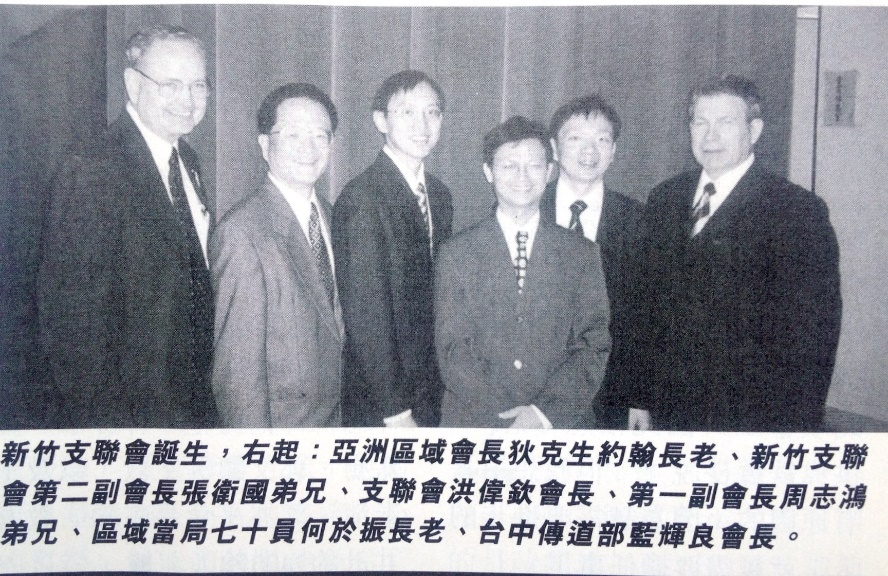 新竹支聯會誕生，右起：亞洲區域會長狄克生約翰長老、新竹支聯
會第二副會長張衛國弟兄、支聯會洪偉欽會長、第一副會長周志鴻
弟兄、區域當局七十員何於振長老、台中傳道部藍輝良會長。